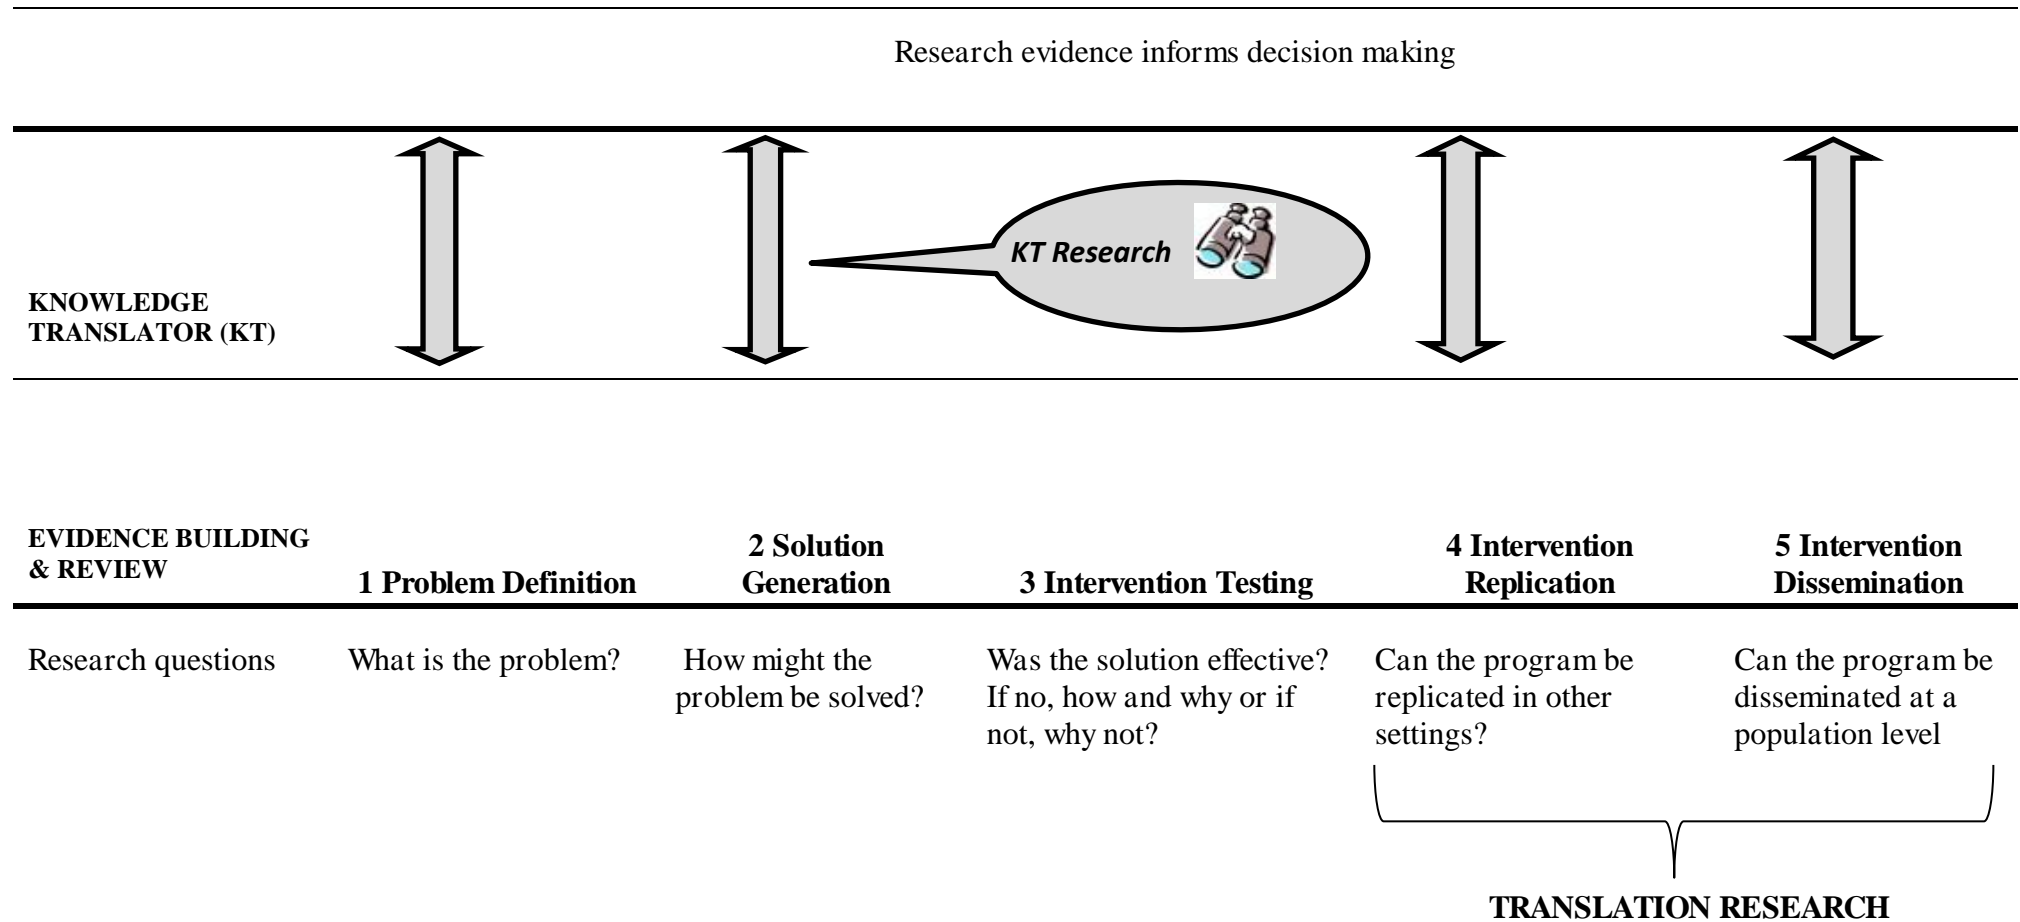 Research evidence informs decision making
KT Research
KNOWLEDGE
TRANSLATOR (KT)
EVIDENCE BUILDING
& REVIEW
1 Problem Definition
2 Solution
Generation
3 Intervention Testing
4 Intervention
Replication
5 Intervention
Dissemination
Research questions
What is the problem?
How might the
problem be solved?
Was the solution effective?
If no, how and why or if
not, why not?
Can the program be
replicated in other
settings?
Can the program be
disseminated at a
population level
TRANSLATION RESEARCH